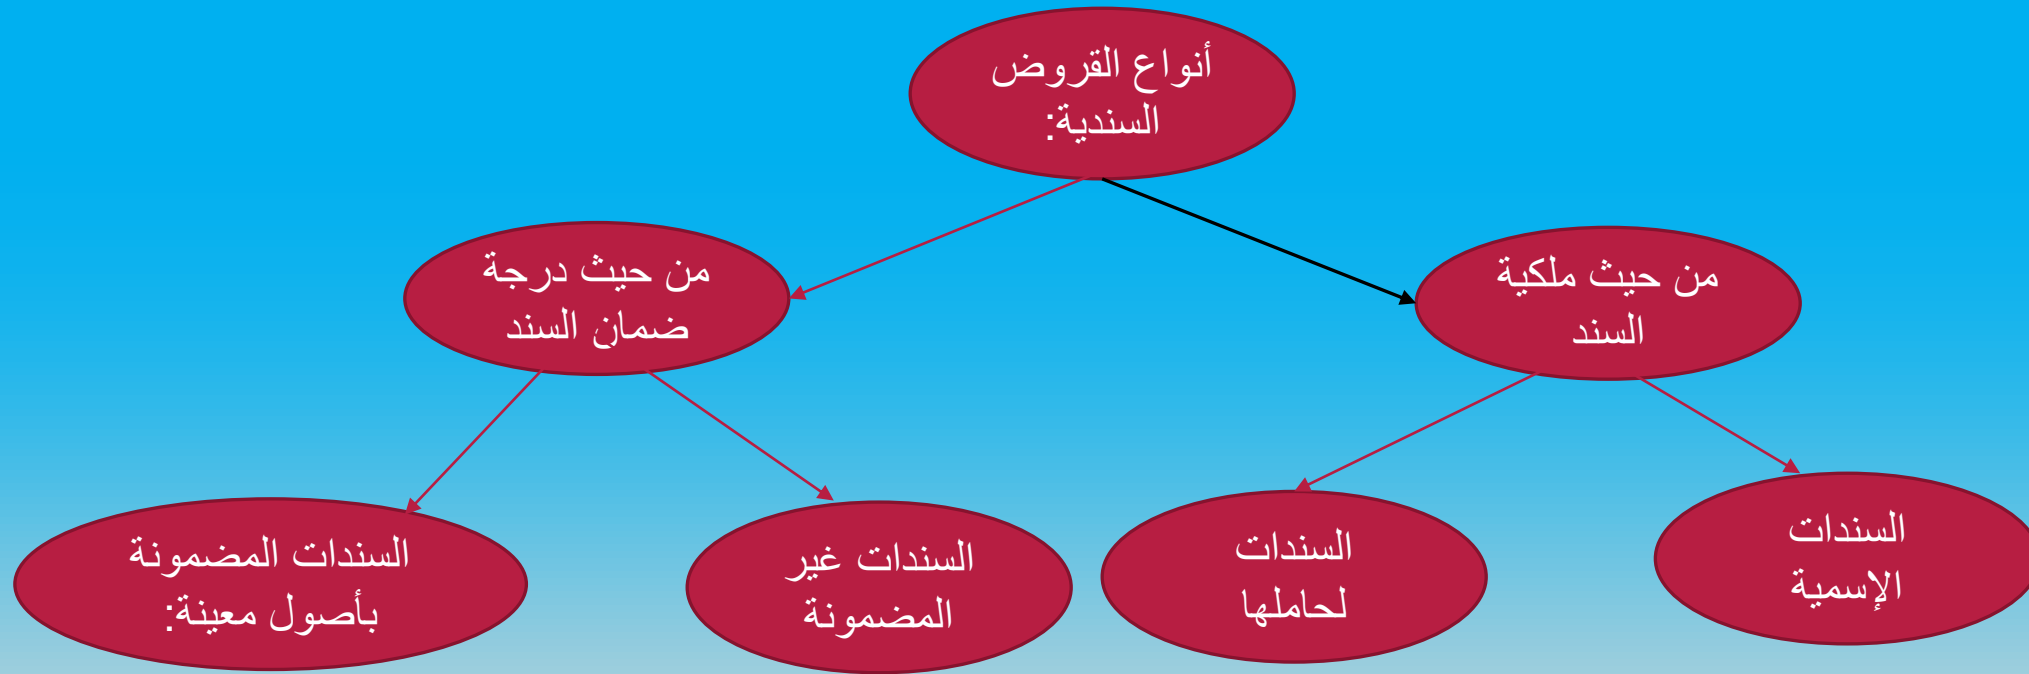 أنواع القروض
السندية:
من حيث ملكية
السند
من حيث درجة
ضمان السند
السندات
الإسمية
السندات
لحاملها
السندات غير
المضمونة
السندات المضمونة
بأصول معينة: